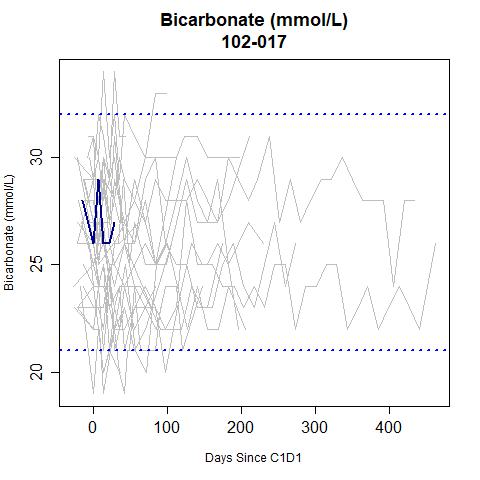 Bicarbonate (mmol/L)
102-017
Bicarbonate (mmol/L)
30
25
20
0 100 200 300 400
Days Since C1D1